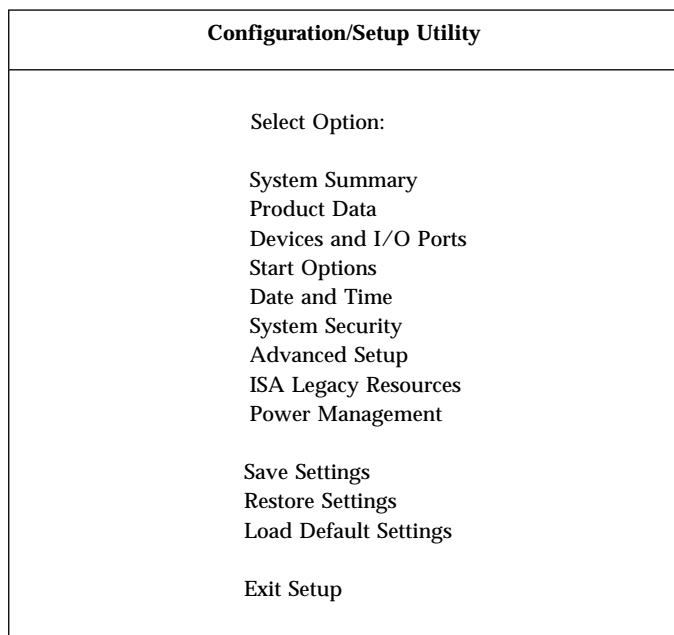 Configuration/Setup Utility
Select Option:
System Summary
Product Data
Devices and I/O Ports
Start Options
Date and Time
System Security
Advanced Setup
ISA Legacy Resources
Power Management
Save Settings
Restore Settings
Load Default Settings
Exit Setup